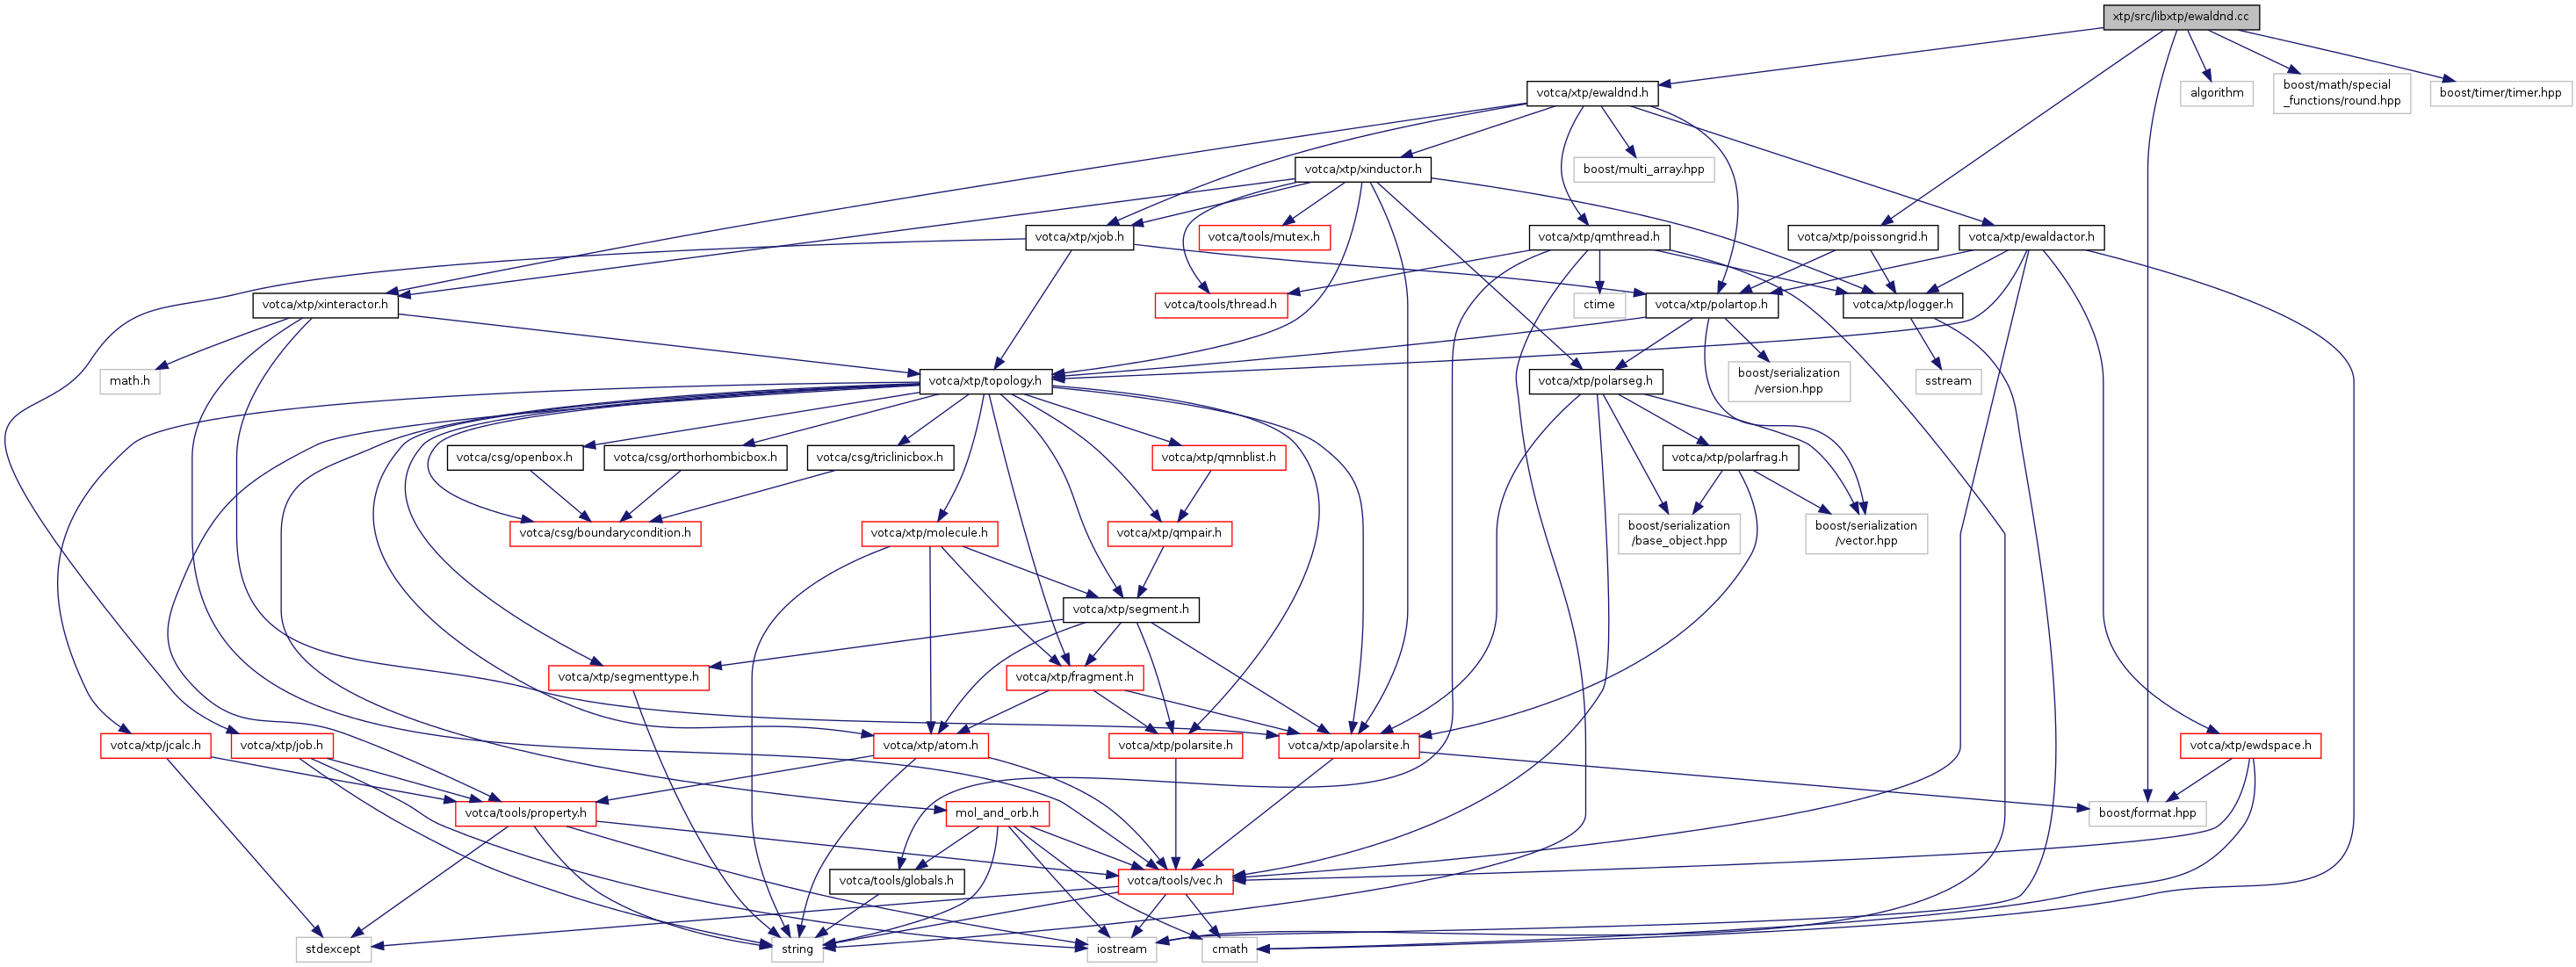 xtp/src/libxtp/ewaldnd.cc
votca/xtp/ewaldnd.h
algorithm
boost/math/special
_functions/round.hpp
boost/timer/timer.hpp
votca/xtp/xinductor.h
boost/multi_array.hpp
votca/xtp/xjob.h
votca/tools/mutex.h
votca/xtp/qmthread.h
votca/xtp/poissongrid.h
votca/xtp/ewaldactor.h
votca/xtp/xinteractor.h
votca/tools/thread.h
ctime
votca/xtp/polartop.h
votca/xtp/logger.h
math.h
votca/xtp/topology.h
votca/xtp/polarseg.h
boost/serialization
/version.hpp
sstream
votca/csg/openbox.h
votca/csg/orthorhombicbox.h
votca/csg/triclinicbox.h
votca/xtp/qmnblist.h
votca/xtp/polarfrag.h
votca/csg/boundarycondition.h
votca/xtp/molecule.h
votca/xtp/qmpair.h
boost/serialization
/base_object.hpp
boost/serialization
/vector.hpp
votca/xtp/segment.h
votca/xtp/segmenttype.h
votca/xtp/fragment.h
votca/xtp/jcalc.h
votca/xtp/job.h
votca/xtp/atom.h
votca/xtp/polarsite.h
votca/xtp/apolarsite.h
votca/xtp/ewdspace.h
votca/tools/property.h
mol_and_orb.h
boost/format.hpp
votca/tools/globals.h
votca/tools/vec.h
stdexcept
string
iostream
cmath